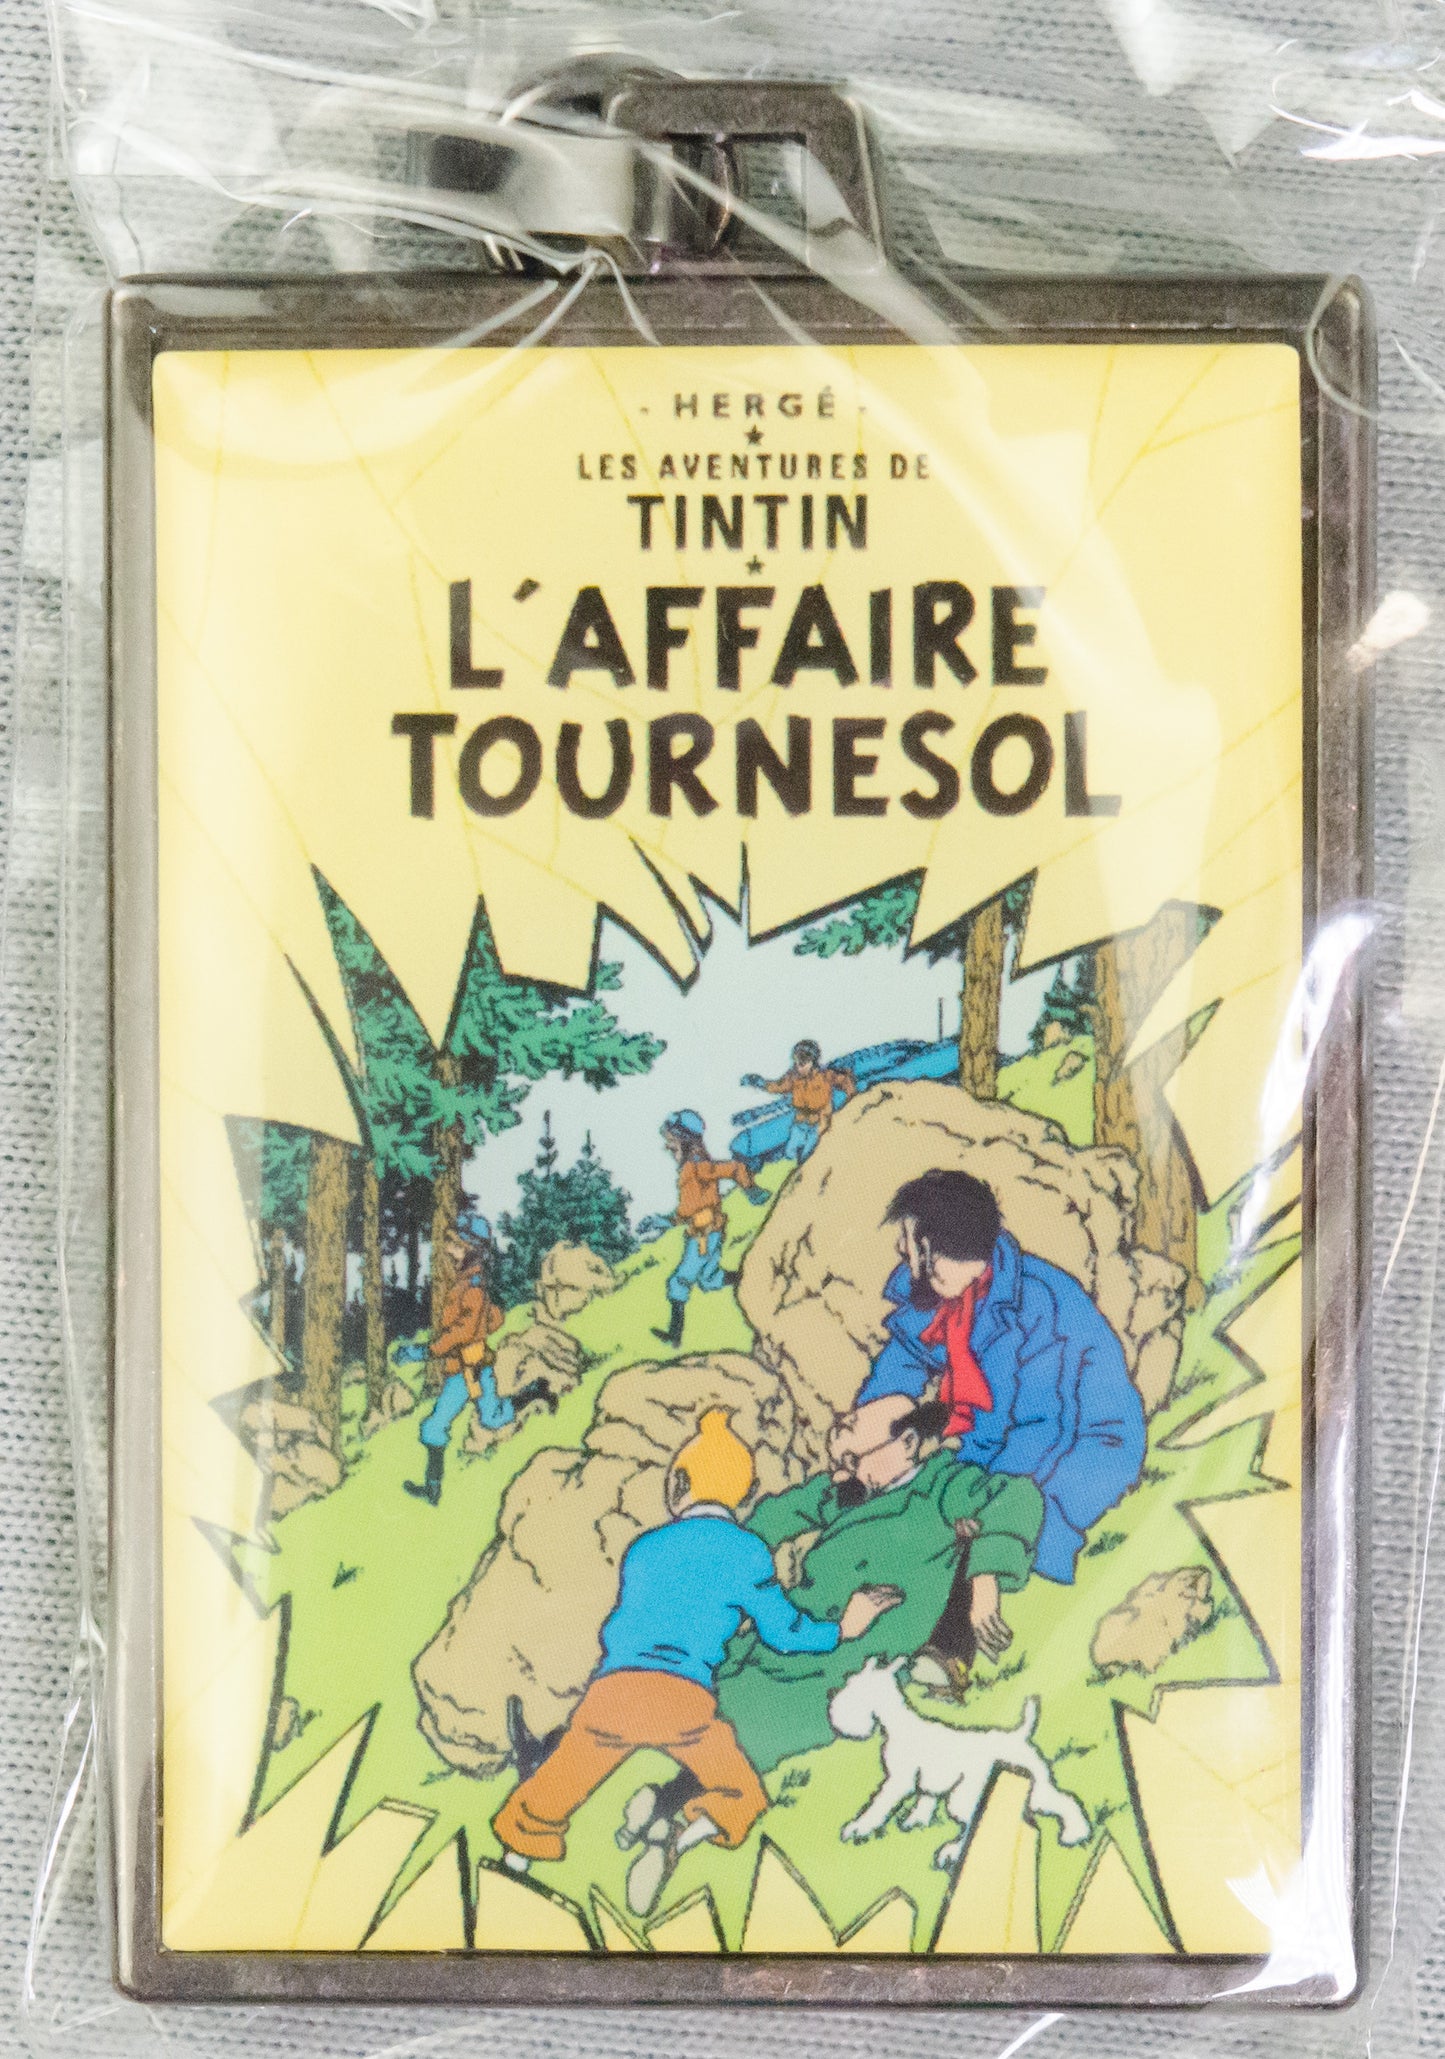 - HERGÉ -
LES AVENTURES DE
TINTIN
L'AFFAIRE
TOURNESOL